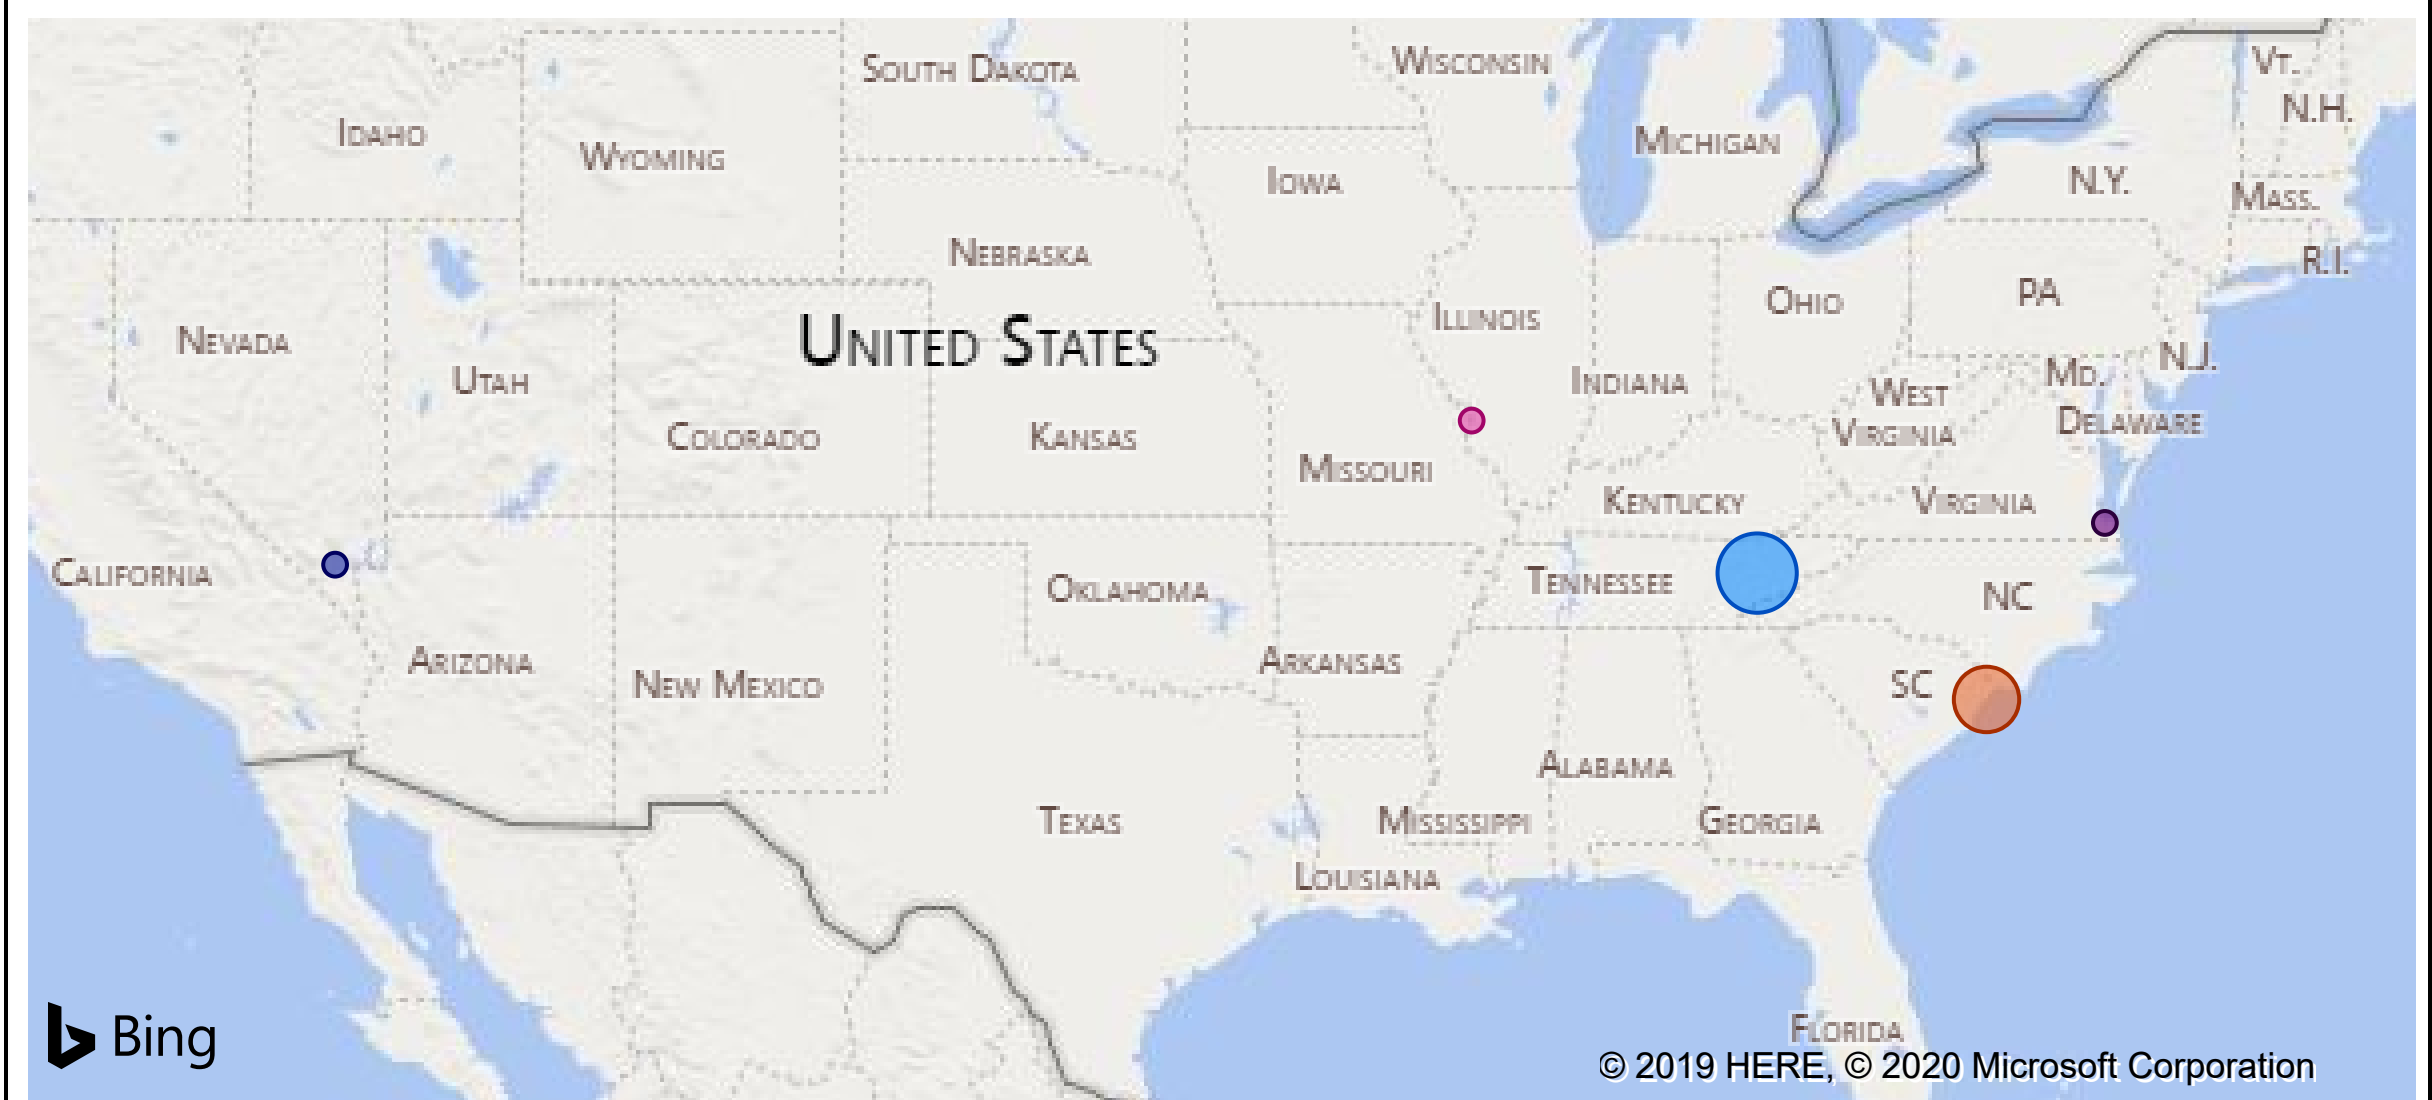 SOUTH DAKOTA
WISCONSIN
VT.
N.H.
IDAHO
WYOMING
MICHIGAN
IOWA
N.Y.
MASS.
NEBRASKA
R.I.
PA
OHIO
ILLINOIS
NEVADA
UNITED STATES
N.J.
UTAH
INDIANA
MD.
WEST
VIRGINIA
DELAWARE
COLORADO
KANSAS
MISSOURI
KENTUCKY
VIRGINIA
CALIFORNIA
OKLAHOMA
TENNESSEE
NC
ARIZONA
NEW MEXICO
ARKANSAS
SC
ALABAMA
TEXAS
MISSISSIPPI
GEORGIA
LOUISIANA
FLORIDA
Bing
© 2019 HERE, © 2020 Microsoft Corporation